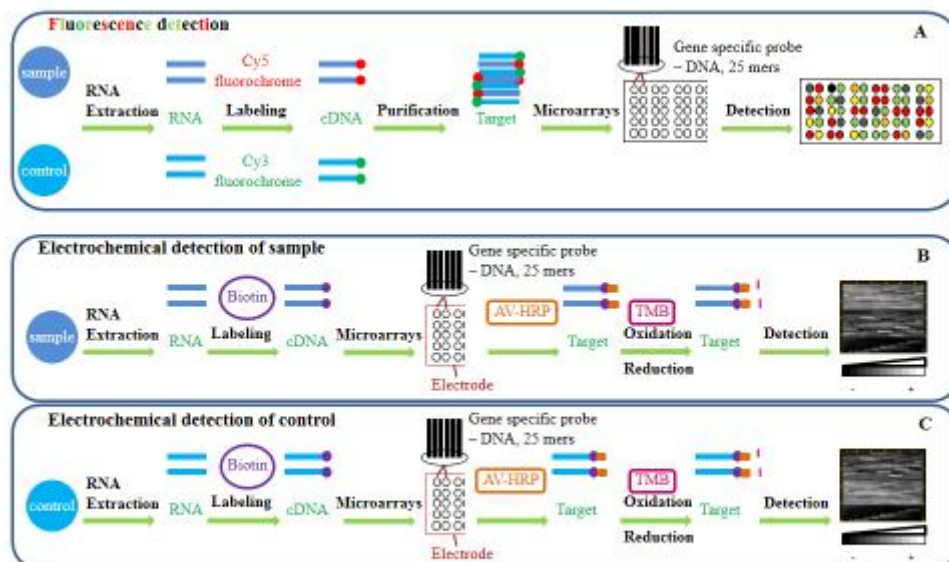 Fluorescence detection
A
sample
RNA
Extraction
RNA
Cy5
fluorochrome
Labeling
cDNA
Purification
Target
Microarrays
Gene specific probe
– DNA, 25 mers
Detection
control
Cy3
fluorochrome
Electrochemical detection of sample
B
sample
RNA
Extraction
RNA
Biotin
Labeling
cDNA
Microarrays
Gene specific probe
– DNA, 25 mers
Electrode
AV-HRP
Target
TMB
Oxidation
Reduction
Target
Detection
- +
Electrochemical detection of control
C
control
RNA
Extraction
RNA
Biotin
Labeling
cDNA
Microarrays
Gene specific probe
– DNA, 25 mers
Electrode
AV-HRP
Target
TMB
Oxidation
Reduction
Target
Detection
- +